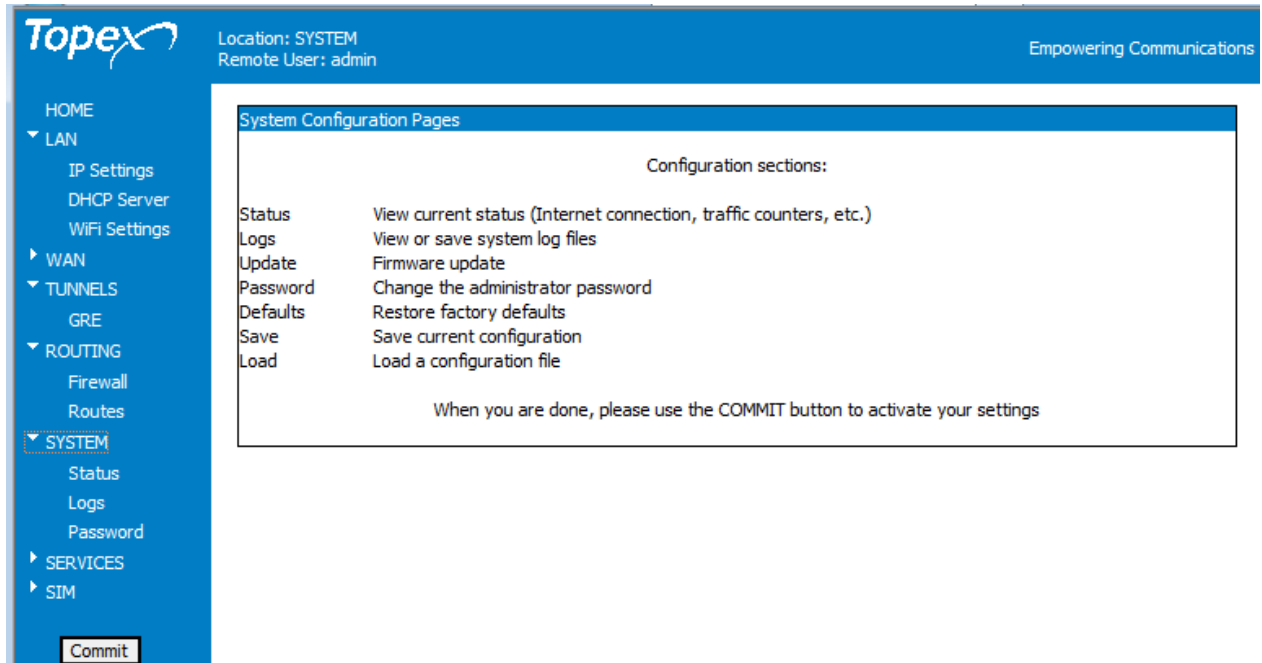 Topex
Location: SYSTEM
Remote User: admin
Empowering Communications
HOME
LAN
IP Settings
DHCP Server
WiFi Settings
WAN
TUNNELS
GRE
ROUTING
Firewall
Routes
SYSTEM
Status
Logs
Password
SERVICES
SIM
Commit
System Configuration Pages
Configuration sections:
Status View current status (Internet connection, traffic counters, etc.)
Logs View or save system log files
Update Firmware update
Password Change the administrator password
Defaults Restore factory defaults
Save Save current configuration
Load Load a configuration file
When you are done, please use the COMMIT button to activate your settings